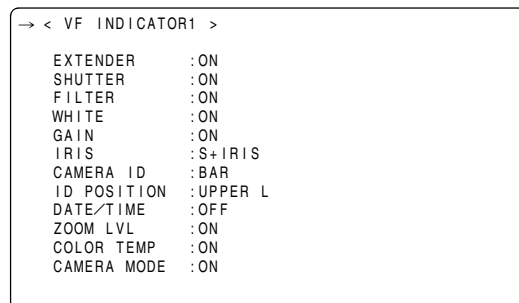 → < VF INDICATOR1 >
EXTENDER :ON
SHUTTER :ON
FILTER :ON
WHITE :ON
GAIN :ON
IRIS :S+IRIS
CAMERA ID :BAR
ID POSITION :UPPER L
DATE/TIME :OFF
ZOOM LVL :ON
COLOR TEMP :ON
CAMERA MODE :ON